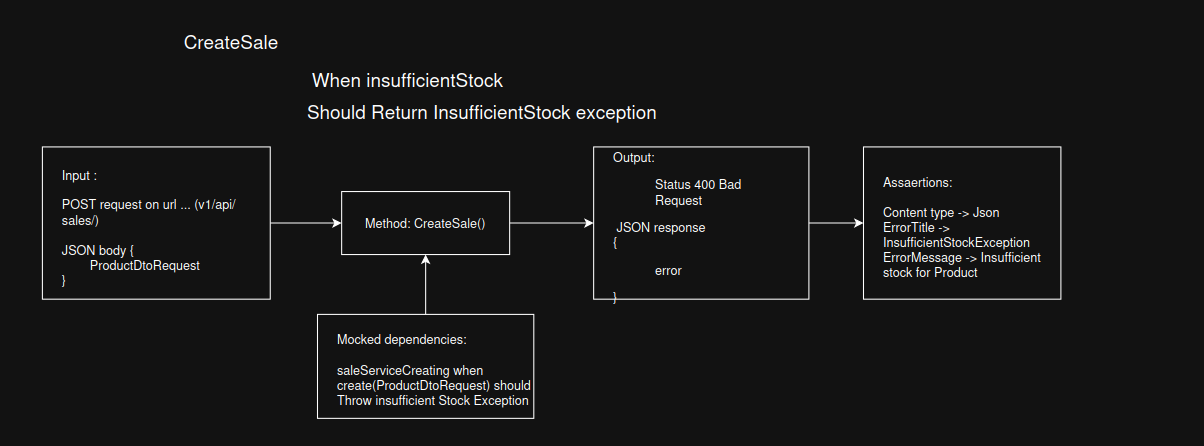 CreateSale
When insufficientStock
Should Return InsufficientStock exception
Input :
POST request on url ... (v1/api/
sales/)
JSON body {
ProductDtoRequest
}
Method: CreateSale()
Mocked dependencies:
saleServiceCreating when
create(ProductDtoRequest) should
Throw insufficient Stock Exception
Output:
Status 400 Bad
Request
JSON response
{
error
}
Assaertions:
Content type -> Json
ErrorTitle ->
InsufficientStockException
ErrorMessage -> Insufficient
stock for Product